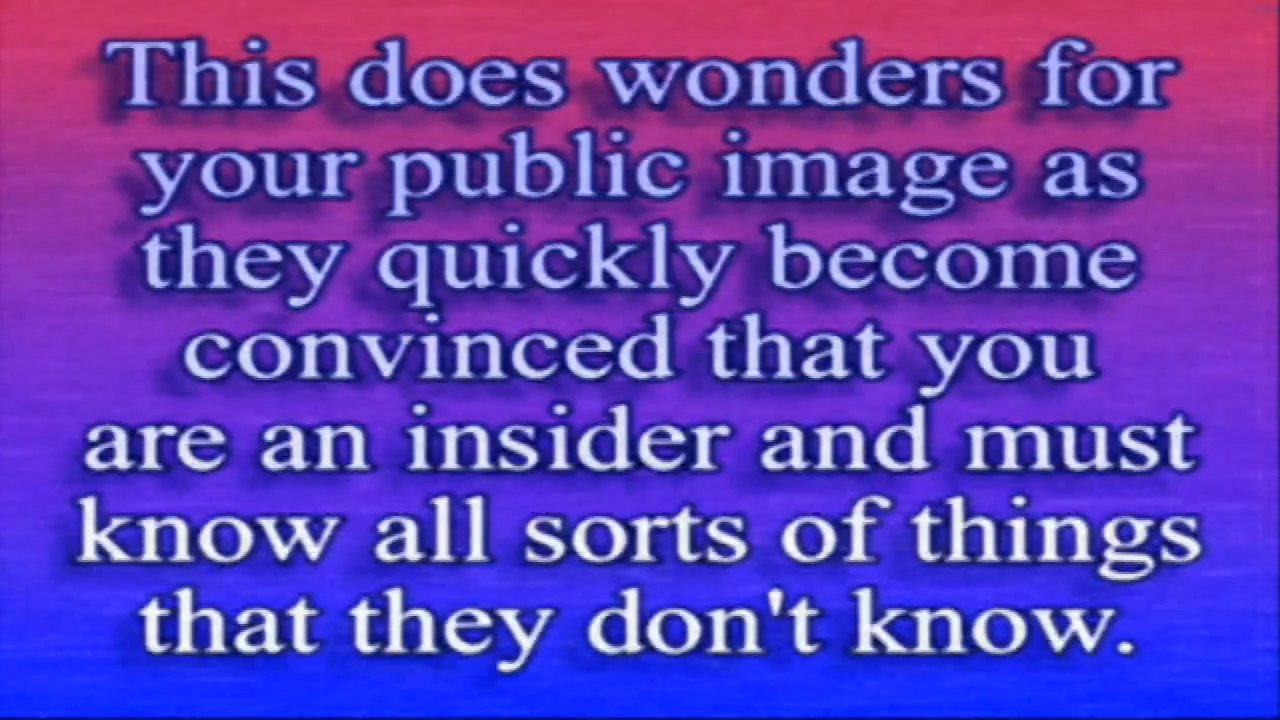 This does wonders for
your public image as
they quickly become
convinced that you
are an insider and must
know all sorts of things
that they don't know.